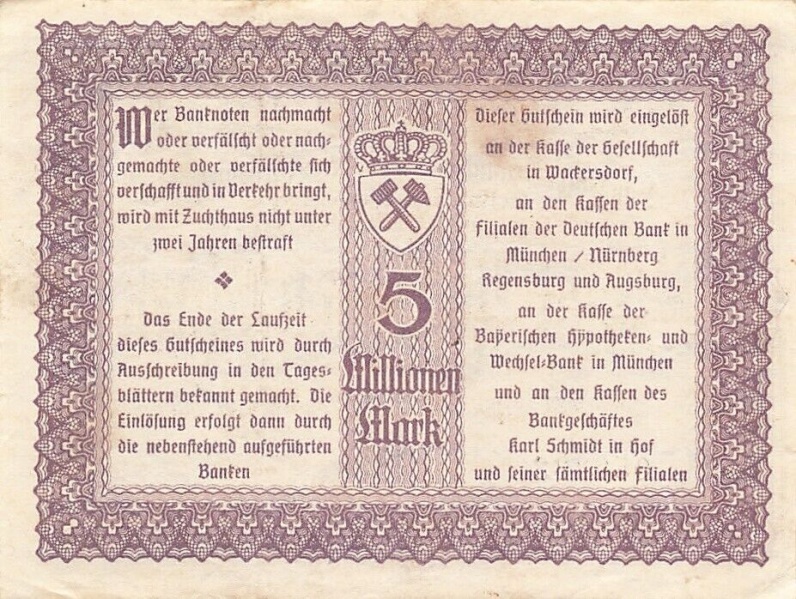 Wer Banknoten nachmacht
oder verfälscht oder nach-
gemachte oder verfälschte sich
verschafft und in Verkehr bringt,
wird mit Zuchthaus nicht unter
zwei Jahren bestraft
Das Ende der Laufzeit
dieses Gutscheines wird durch
Ausschreibung in den Tages-
blättern bekannt gemacht. Die
Einlösung erfolgt dann durch
die nebenstehend aufgeführten
Banken
5
Millionen
Mark
Dieser Gutschein wird eingelöst
an der Kasse der Gesellschaft
in Wackersdorf,
an den Kassen der
Filialen der Deutschen Bank in
München / Nürnberg
Regensburg und Augsburg,
an der Kasse der
Bayerischen Hypotheken- und
Wechsel-Bank in München
und an den Kassen des
Bankgeschäftes
Karl Schmidt in Hof
und seiner sämtlichen Filialen